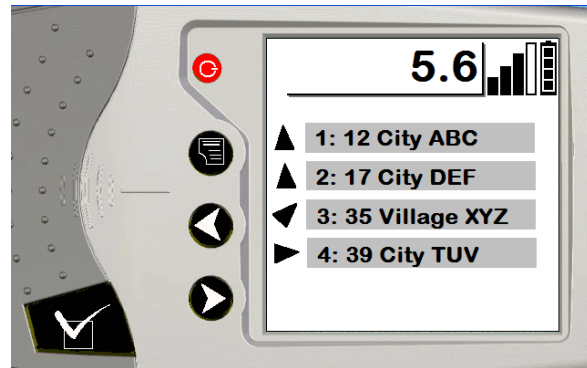 5.6
1: 12 City ABC
2: 17 City DEF
3: 35 Village XYZ
4: 39 City TUV